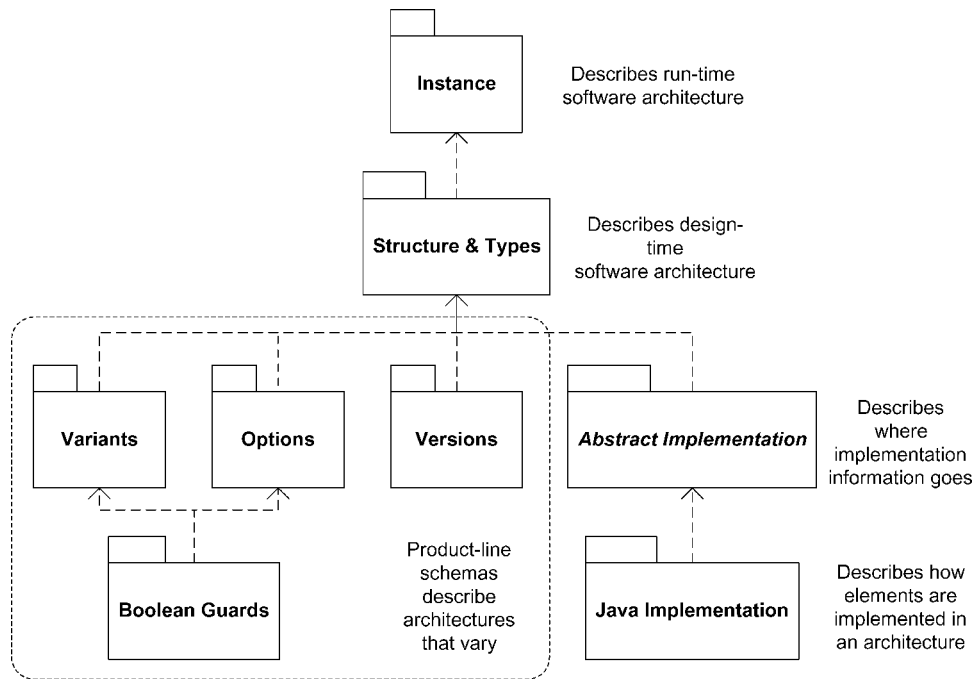 Instance
Describes run-time
software architecture
Structure & Types
Describes design-
time
software architecture
Variants
Options
Versions
Abstract Implementation
Describes
where
implementation
information goes
Boolean Guards
Product-line
schemas
describe
architectures
that vary
Java Implementation
Describes how
elements are
implemented in
an architecture